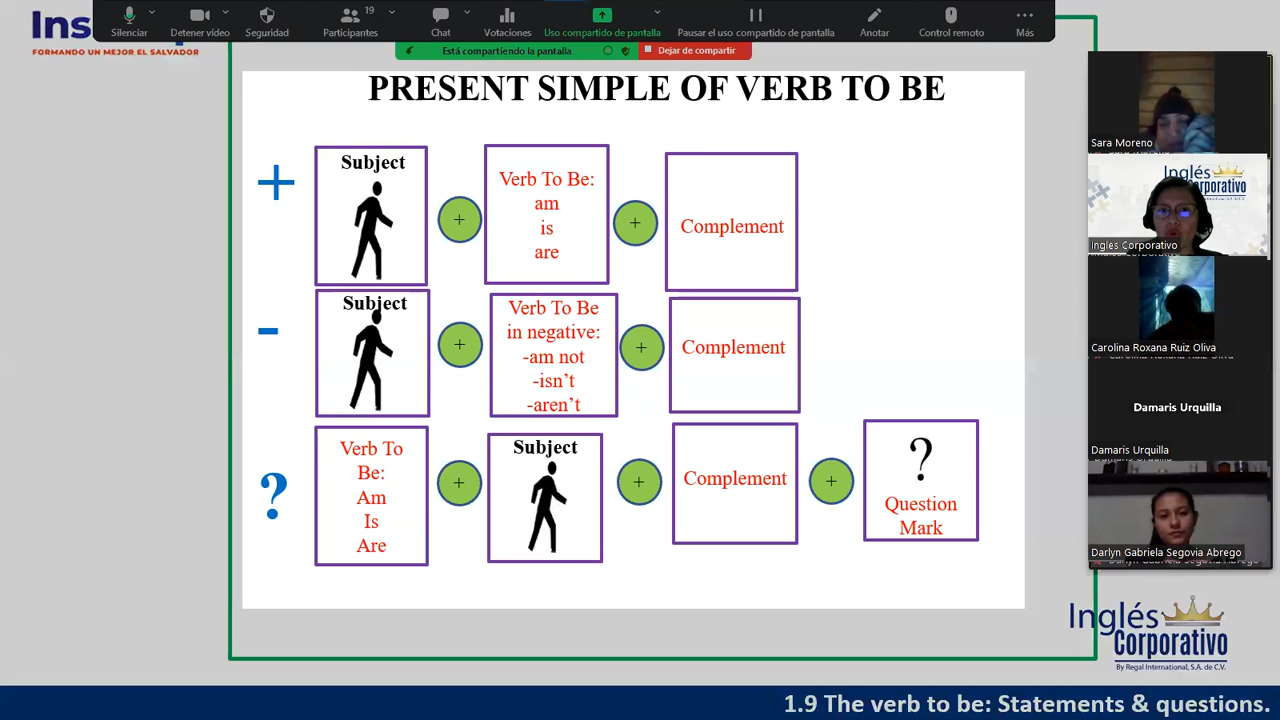 Ins
FORMANDO UN MEJOR EL SALVADOR
Silenciar
Detener vídeo
Seguridad
Participantes
19
Chat
Votaciones
Uso compartido de pantalla
Pausar el uso compartido de pantalla
Anotar
Control remoto
Más
Está compartiendo la pantalla
Dejar de compartir
PRESENT SIMPLE OF VERB TO BE
+
Subject
+
Verb To Be:
am
is
are
+
Complement
-
Subject
+
Verb To Be
in negative:
-am not
-isn’t
-aren’t
+
Complement
?
Verb To
Be:
Am
Is
Are
+
Subject
+
Complement
+
?
Question
Mark
Sara Moreno
Inglés
Corporativo
Ingles Corporativo
Carolina Roxana Ruiz Oliva
Damaris Urquilla
Damaris Urquilla
Darlyn Gabriela Segovia Abrego
Inglés
Corporativo
By Regal International, S.A. de C.V.
1.9 The verb to be: Statements & questions.